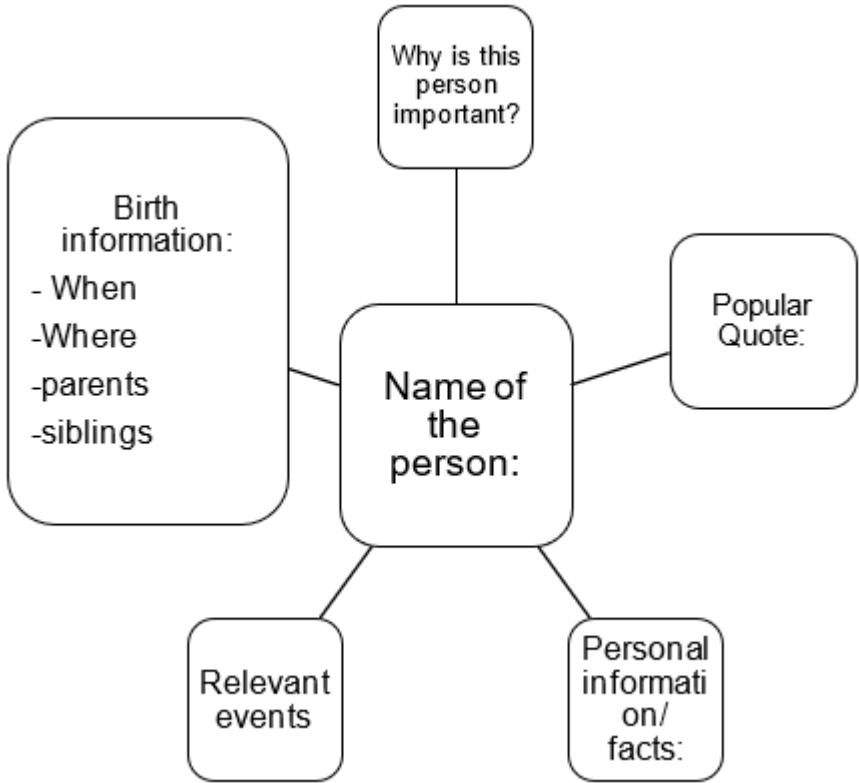 Why is this
person
important?
Birth
information:
- When
-Where
-parents
-siblings
Popular
Quote:
Name of
the
person:
Relevant
events
Personal
informati
on/
facts: